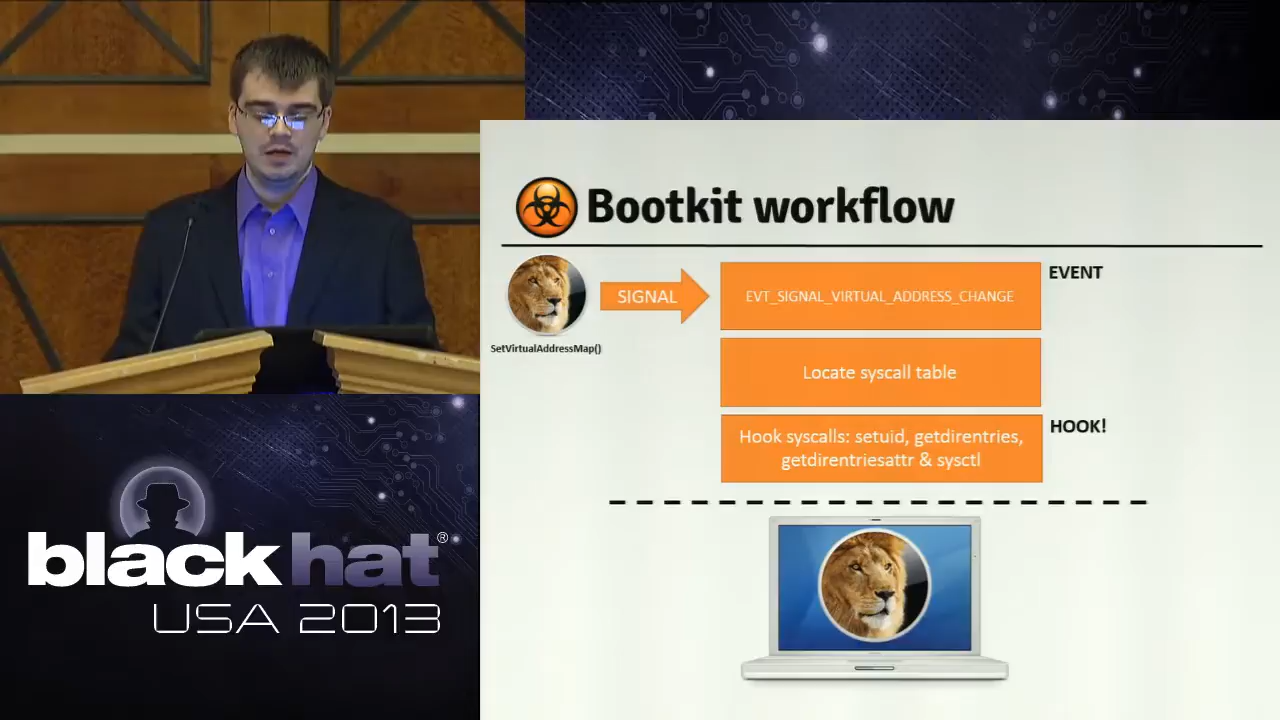 Bootkit workflow
SIGNAL
SetVirtualAddressMap()
EVT_SIGNAL_VIRTUAL_ADDRESS_CHANGE
EVENT
Locate syscall table
Hook syscalls: setuid, getdirentries,
getdirentriesattr & sysctl
HOOK!
black hat®
USA 2013